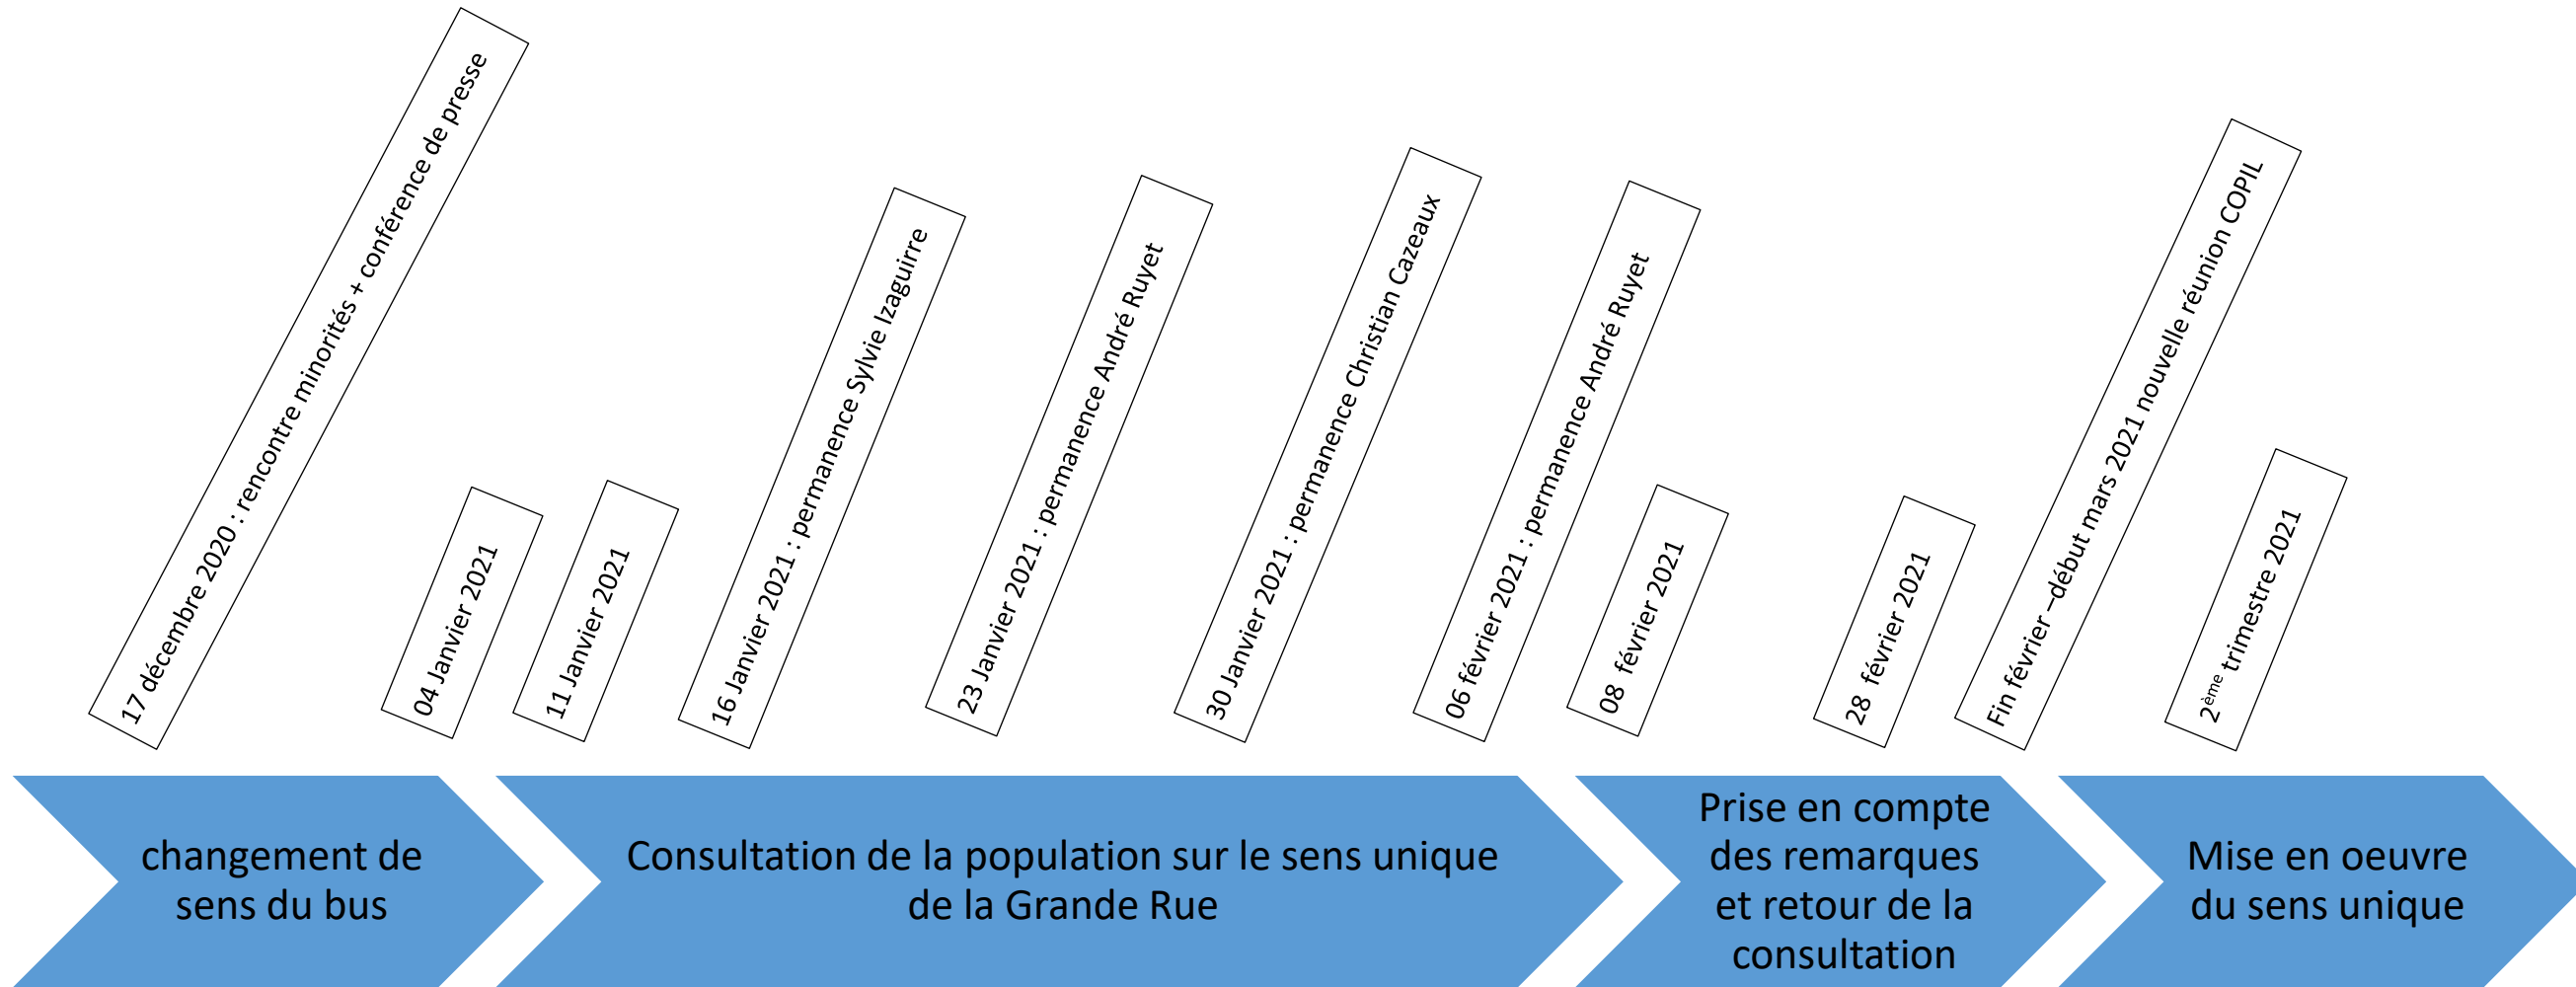 17 décembre 2020 : rencontre minorités + conférence de presse
04 Janvier 2021
11 Janvier 2021
16 Janvier 2021 : permanence Sylvie Izaguirre
23 Janvier 2021 : permanence André Ruyet
30 Janvier 2021 : permanence Christian Cazeaux
06 février 2021 : permanence André Ruyet
08 février 2021
28 février 2021
Fin février –début mars 2021 nouvelle réunion COPIL
2ème trimestre 2021
changement de
sens du bus
Consultation de la population sur le sens unique
de la Grande Rue
Prise en compte
des remarques
et retour de la
consultation
Mise en oeuvre
du sens unique